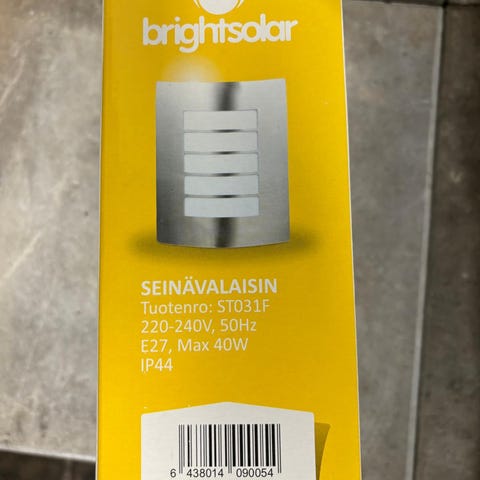 brightsolar
SEINÄVALAISIN
Tuotenro: ST031F
220-240V, 50Hz
E27, Max 40W
IP44
6 438014 090054